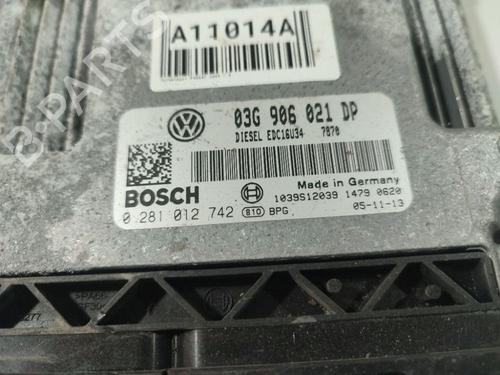 A11014A
03G 906 021 DP
DIESEL EDC16U34 7870
BOSCH
Made in Germany
1039S12039 1479 0620
0 281 012 742 810 BPG
05-11-13